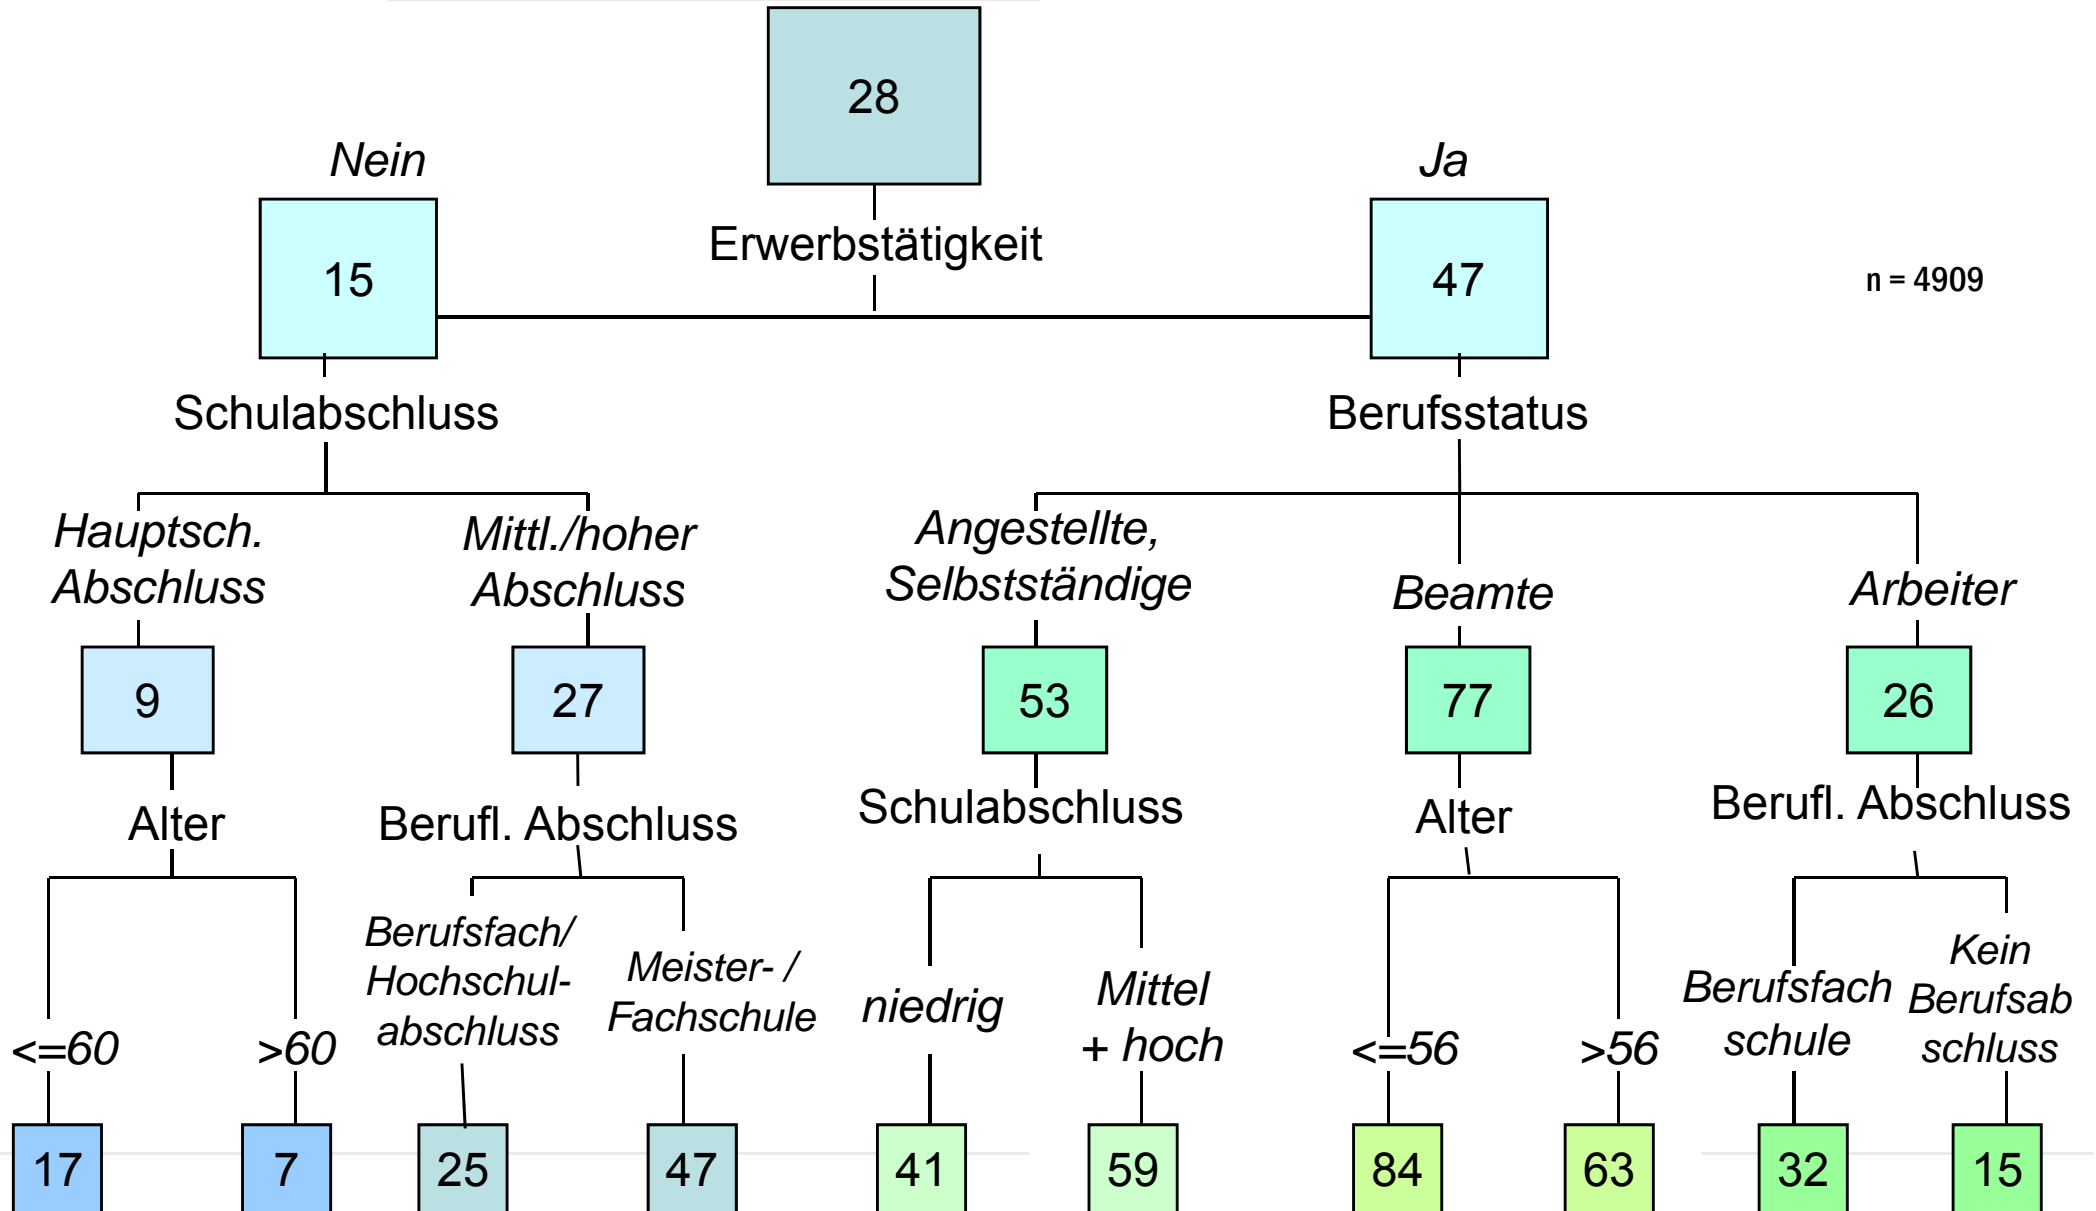 28
Nein
Ja
Erwerbstätigkeit
15
47
n = 4909
Schulabschluss
Berufsstatus
Hauptsch.
Abschluss
Mittl./hoher
Abschluss
Angestellte,
Selbstständige
Beamte
Arbeiter
9
27
53
77
26
Alter
Berufl. Abschluss
Schulabschluss
Alter
Berufl. Abschluss
<=60
>60
Berufsfach/
Hochschul-
abschluss
Meister- /
Fachschule
niedrig
Mittel
+ hoch
<=56
>56
Berufsfach
schule
Kein
Berufsab
schluss
17
7
25
47
41
59
84
63
32
15